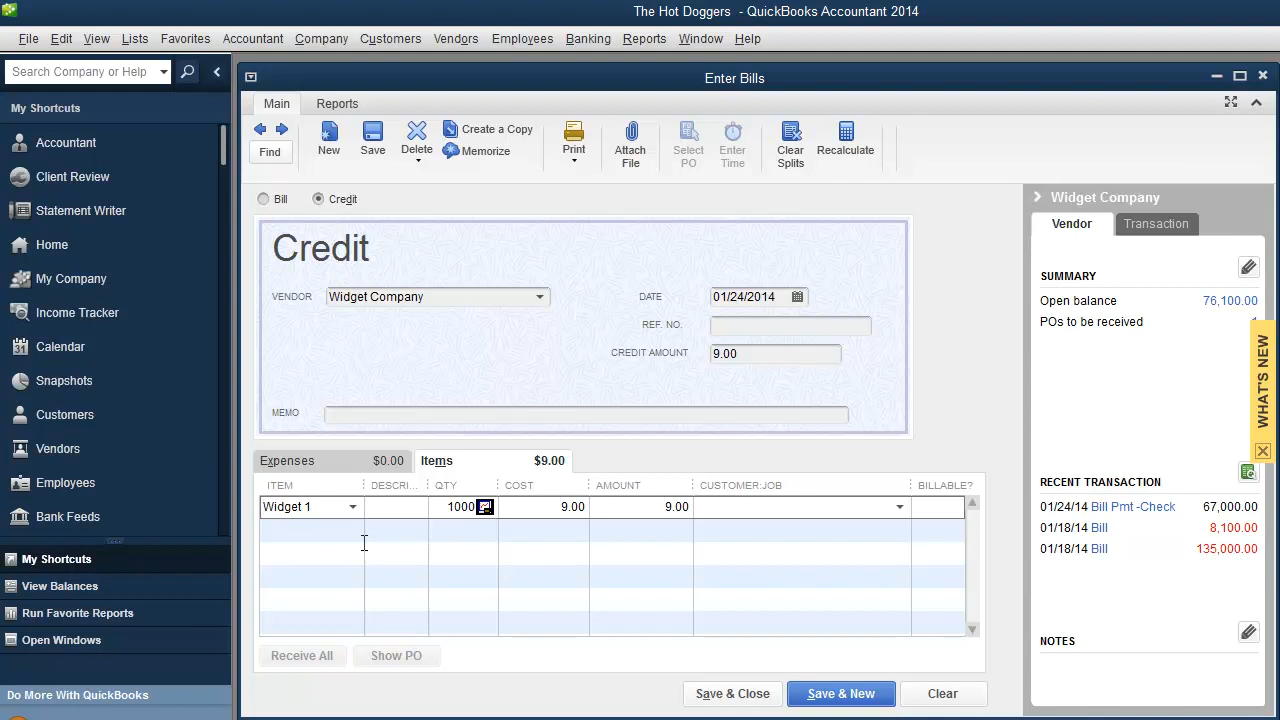 The Hot Doggers - QuickBooks Accountant 2014
File Edit View Lists Favorites Accountant Company Customers Vendors Employees Banking Reports Window Help
Search Company or Help
Enter Bills
My Shortcuts
Accountant
Client Review
Statement Writer
Home
My Company
Income Tracker
31 Calendar
Snapshots
Customers
Vendors
Employees
Bank Feeds
My Shortcuts
View Balances
Run Favorite Reports
Open Windows
Do More With QuickBooks
Main Reports
Find
New
Save
Delete
Create a Copy
Memorize
Print
Attach File
Select PO
Enter Time
Clear Splits
Recalculate
Bill Credit
Credit
VENDOR Widget Company
DATE 01/24/2014
REF. NO.
CREDIT AMOUNT 9.00
MEMO
Expenses $0.00 Items $9.00
ITEM DESCRI... QTY COST AMOUNT CUSTOMER:JOB BILLABLE?
Widget 1 1000 9.00 9.00
Receive All Show PO
Save & Close Save & New Clear
Widget Company
Vendor Transaction
SUMMARY
Open balance 76,100.00
POs to be received
WHAT'S NEW
RECENT TRANSACTION
01/24/14 Bill Pmt -Check 67,000.00
01/18/14 Bill 8,100.00
01/18/14 Bill 135,000.00
NOTES